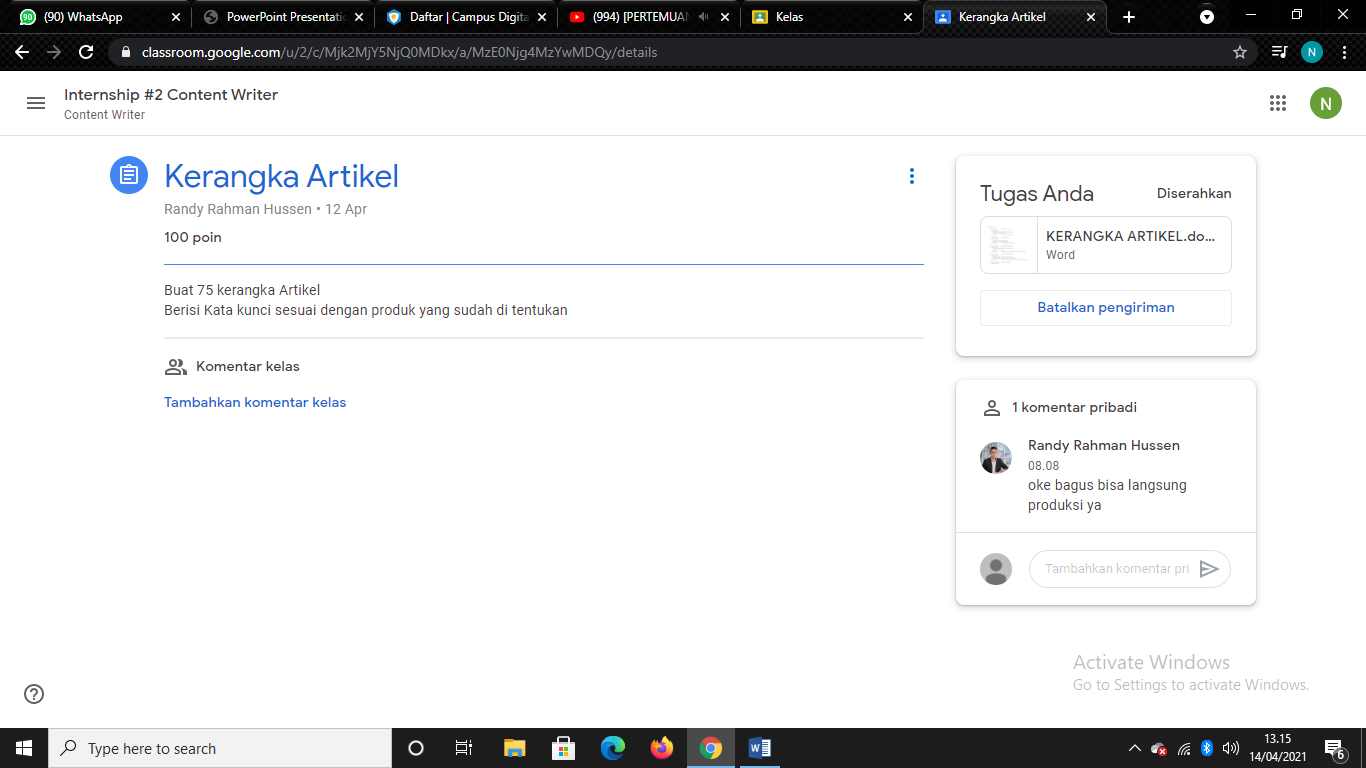 (90) WhatsApp
PowerPoint Presentatio
Daftar | Campus Digita
(994) [PERTEMUAN
Kelas
Kerangka Artikel
classroom.google.com/u/2/c/Mjk2MjY5NjQ0MDkx/a/MzE0Njg4MzYwMDQy/details
N
Internship #2 Content Writer
Content Writer
N
Kerangka Artikel
Randy Rahman Hussen • 12 Apr
100 poin
Buat 75 kerangka Artikel
Berisi Kata kunci sesuai dengan produk yang sudah di tentukan
Komentar kelas
Tambahkan komentar kelas
Tugas Anda
Diserahkan
KERANGKA ARTIKEL.do...
Word
Batalkan pengiriman
1 komentar pribadi
Randy Rahman Hussen
08.08
oke bagus bisa langsung
produksi ya
Tambahkan komentar pri
Activate Windows
Go to Settings to activate Windows.
Type here to search
13.15
14/04/2021
6